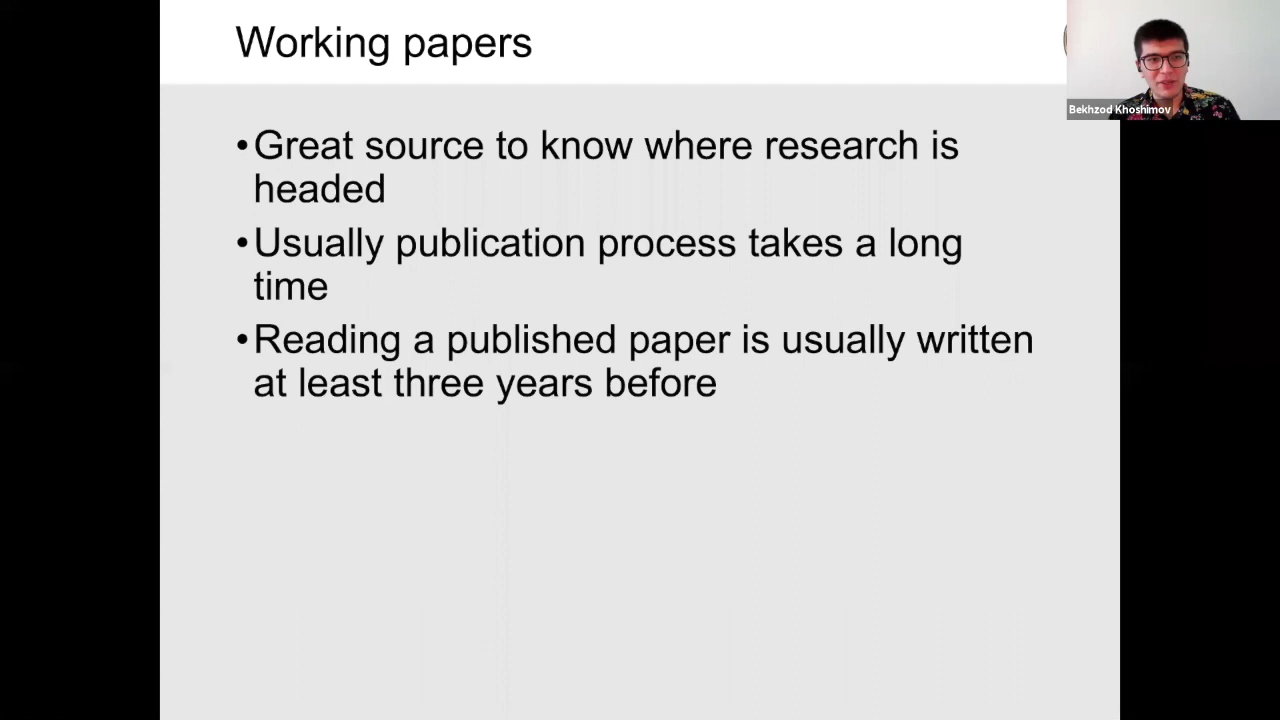 Working papers
Bekhzod Khoshimov
•Great source to know where research is
headed
•Usually publication process takes a long
time
•Reading a published paper is usually written
at least three years before